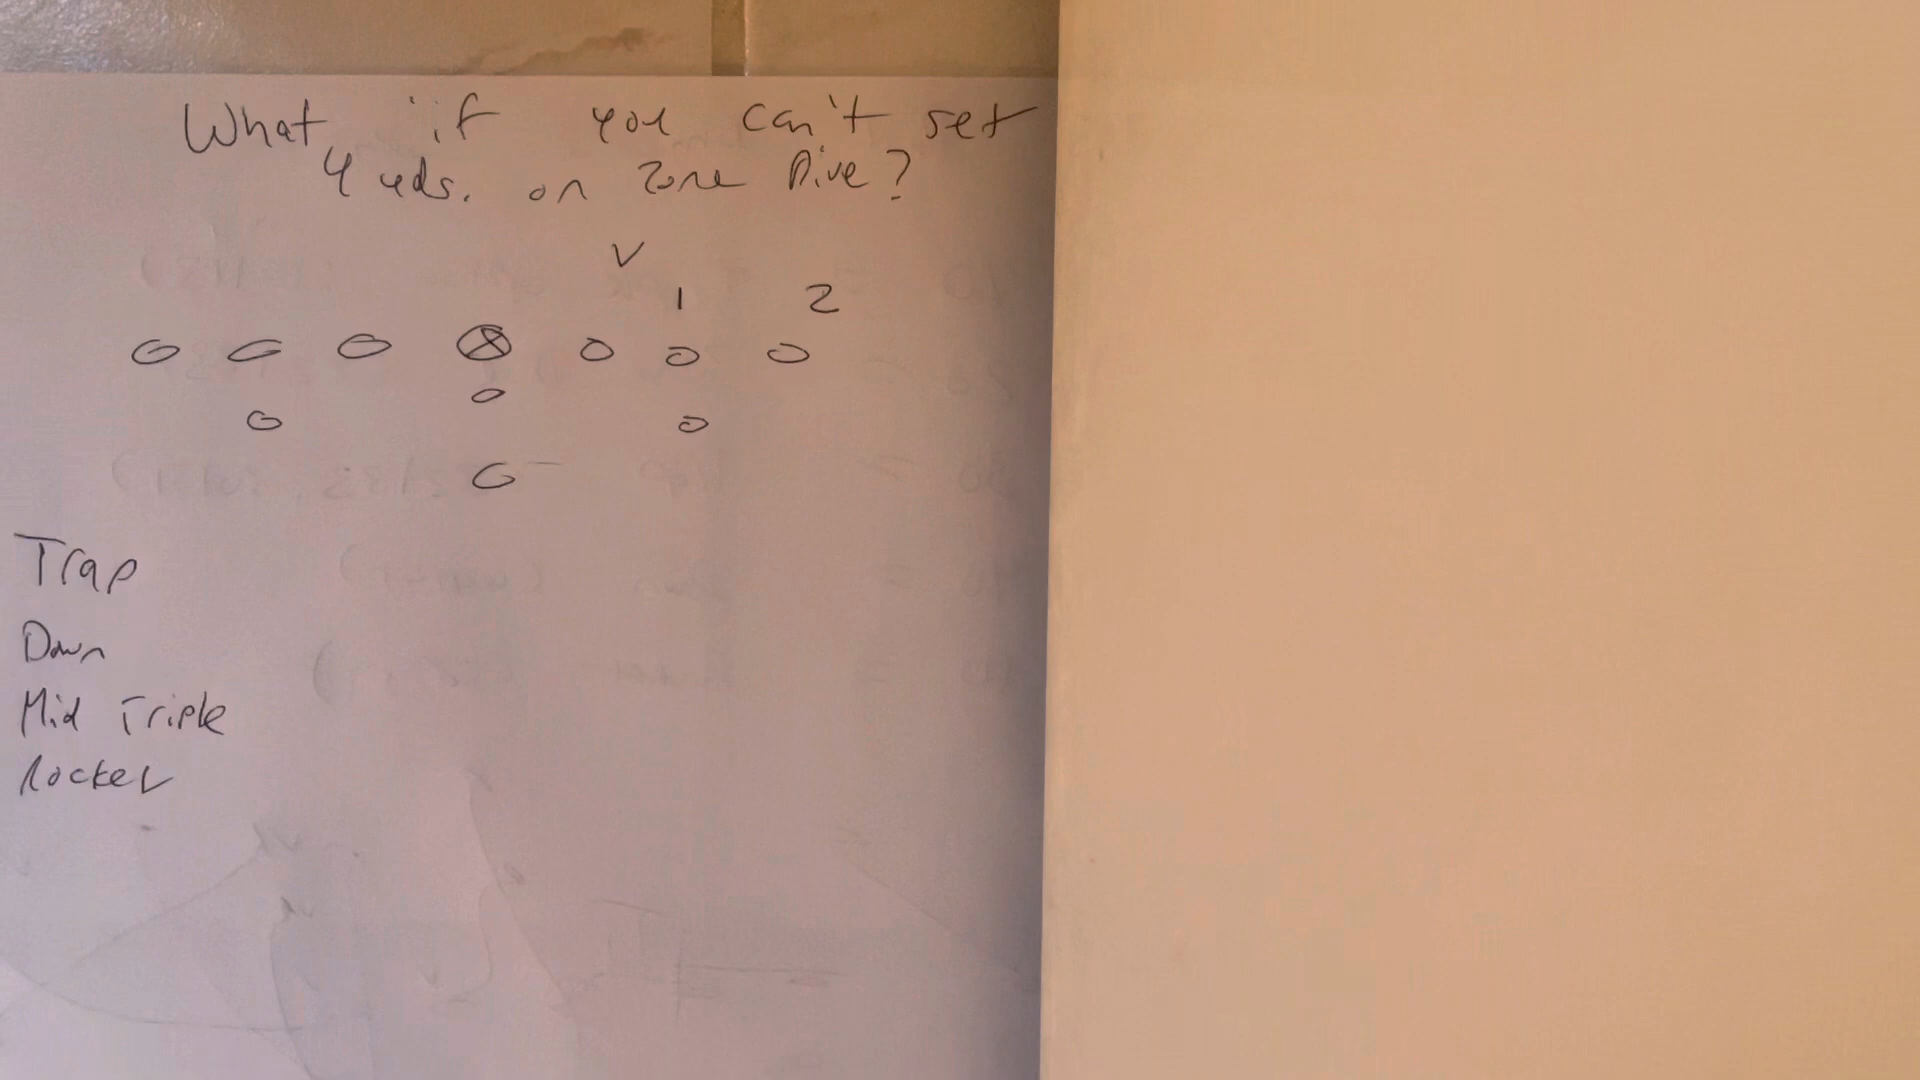 What if you can't get
4 yds. on Zone Dive?
V
1 2
Trap
Down
Mid Triple
Rocket